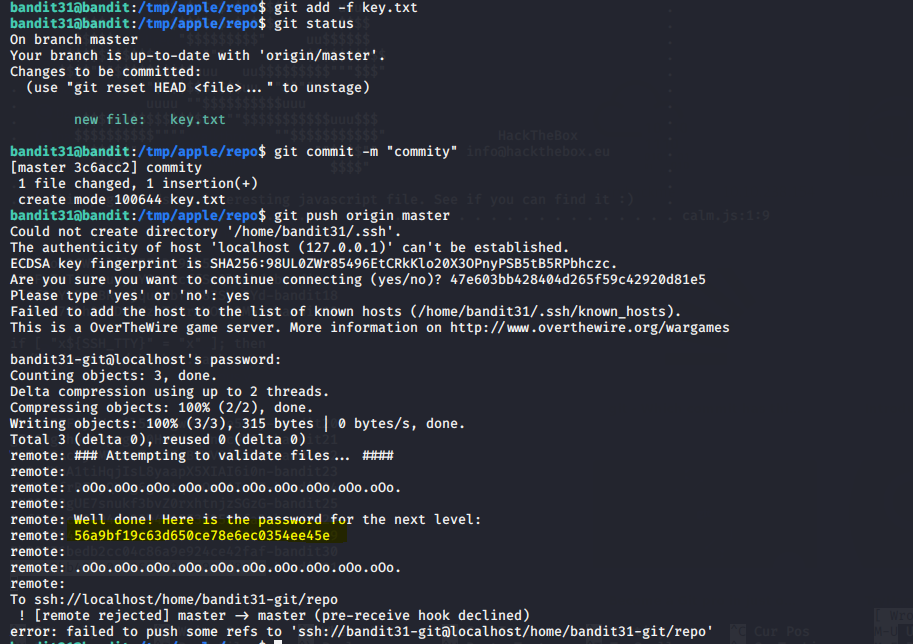 bandit31@bandit:/tmp/apple/repo$ git add -f key.txt
bandit31@bandit:/tmp/apple/repo$ git status
On branch master
Your branch is up-to-date with 'origin/master'.
Changes to be committed:
  (use "git reset HEAD <file>..." to unstage)
        new file:   key.txt
bandit31@bandit:/tmp/apple/repo$ git commit -m "commity"
[master 3c6acc2] commity
 1 file changed, 1 insertion(+)
 create mode 100644 key.txt
bandit31@bandit:/tmp/apple/repo$ git push origin master
Could not create directory '/home/bandit31/.ssh'.
The authenticity of host 'localhost (127.0.0.1)' can't be established.
ECDSA key fingerprint is SHA256:98UL0ZWr85496EtCRkKlo20X3OPnyPSB5tB5RPbhczc.
Are you sure you want to continue connecting (yes/no)? 47e603bb428404d265f59c42920d81e5
Please type 'yes' or 'no': yes
Failed to add the host to the list of known hosts (/home/bandit31/.ssh/known_hosts).
This is a OverTheWire game server. More information on http://www.overthewire.org/wargames
bandit31-git@localhost's password:
Counting objects: 3, done.
Delta compression using up to 2 threads.
Compressing objects: 100% (2/2), done.
Writing objects: 100% (3/3), 315 bytes | 0 bytes/s, done.
Total 3 (delta 0), reused 0 (delta 0)
remote: ### Attempting to validate files... ####
remote:
remote: .oOo.oOo.oOo.oOo.oOo.oOo.oOo.oOo.oOo.oOo.
remote:
remote: Well done! Here is the password for the next level:
remote: 56a9bf19c63d650ce78e6ec0354ee45e
remote:
remote: .oOo.oOo.oOo.oOo.oOo.oOo.oOo.oOo.oOo.oOo.
remote:
To ssh://localhost/home/bandit31-git/repo
 ! [remote rejected] master -> master (pre-receive hook declined)
error: failed to push some refs to 'ssh://bandit31-git@localhost/home/bandit31-git/repo'